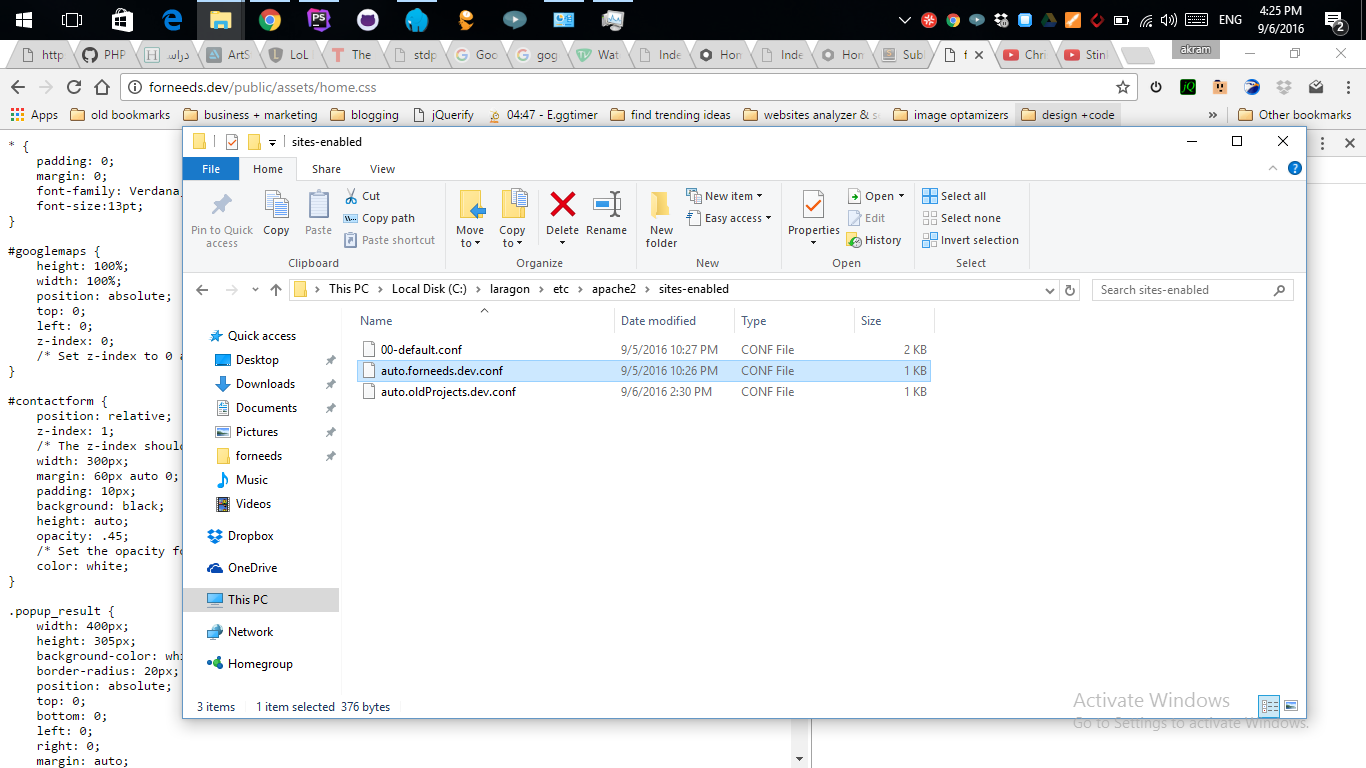 ENG
4:25 PM
9/6/2016
2
http
PHP
دراسة
ArtS
LoL
The
stdp
Goo
gog
Wat
Inde
Hon
Inde
Hon
Sub
f
Chri
Stin
akram
forneeds.dev/public/assets/home.css
Apps
old bookmarks
business + marketing
blogging
jQuerify
04:47 - E.ggtimer
find trending ideas
websites analyzer & s
image optamizers
design +code
»
Other bookmarks
* {
padding: 0;
margin: 0;
font-family: Verdana,
font-size:13pt;
}
#googlemaps {
height: 100%;
width: 100%;
position: absolute;
top: 0;
left: 0;
z-index: 0;
/* Set z-index to 0 a
}
#contactform {
position: relative;
z-index: 1;
/* The z-index should
width: 300px;
margin: 60px auto 0;
padding: 10px;
background: black;
height: auto;
opacity: .45;
/* Set the opacity fo
color: white;
}
.popup_result {
width: 400px;
height: 305px;
background-color: whi
border-radius: 20px;
position: absolute;
top: 0;
bottom: 0;
left: 0;
right: 0;
margin: auto;
sites-enabled
File
Home
Share
View
Pin to Quick
access
Copy
Paste
Cut
Copy path
Paste shortcut
Clipboard
Move
to
Copy
to
Delete
Rename
Organize
New
folder
New item
Easy access
New
Properties
Open
Edit
History
Open
Select all
Select none
Invert selection
Select
This PC > Local Disk (C:) > laragon > etc > apache2 > sites-enabled
Search sites-enabled
Name
Date modified
Type
Size
00-default.conf 9/5/2016 10:27 PM CONF File 2 KB
auto.forneeds.dev.conf 9/5/2016 10:26 PM CONF File 1 KB
auto.oldProjects.dev.conf 9/6/2016 2:30 PM CONF File 1 KB
Quick access
Desktop
Downloads
Documents
Pictures
forneeds
Music
Videos
Dropbox
OneDrive
This PC
Network
Homegroup
3 items 1 item selected 376 bytes
Activate Windows
Go to Settings to activate Windows.